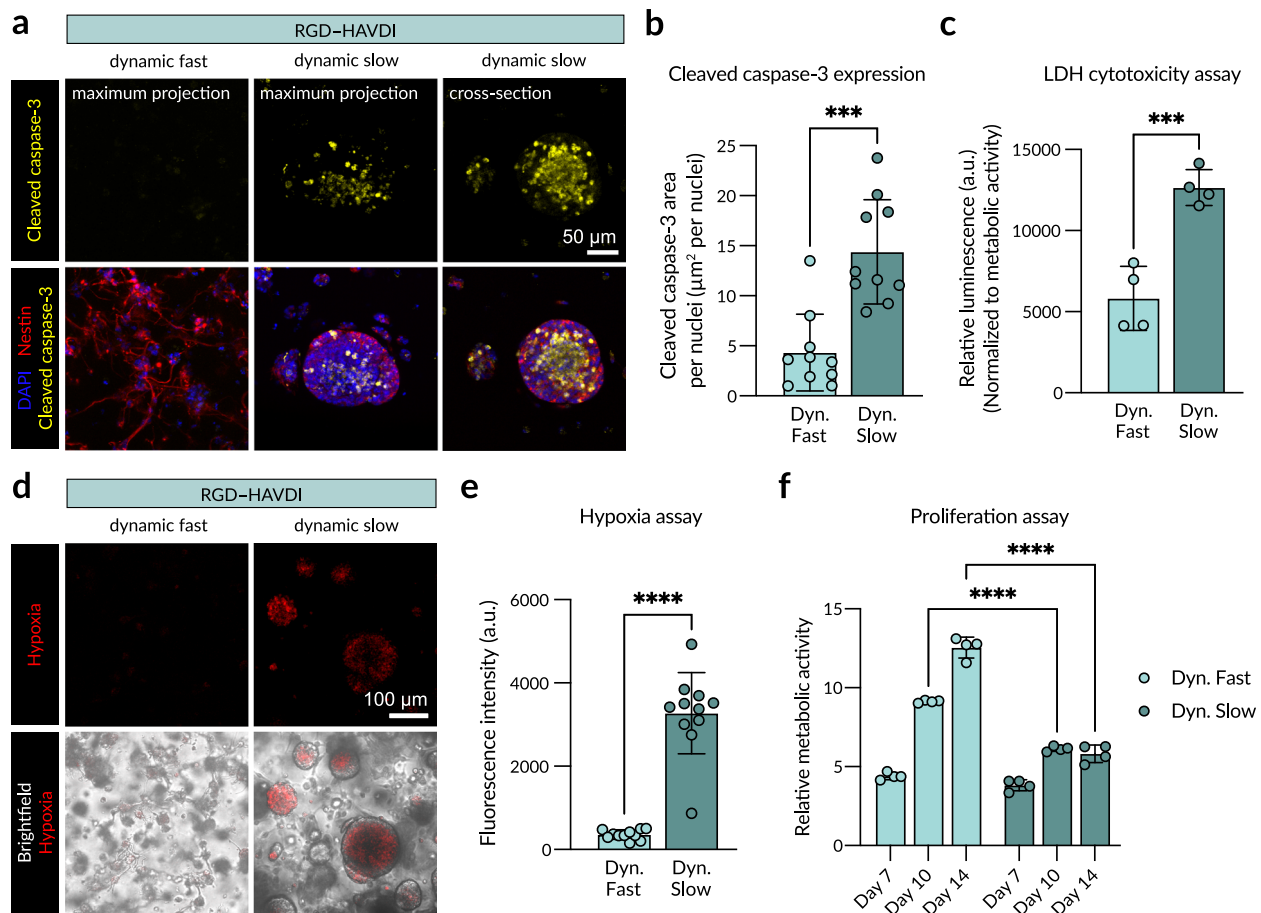 a
RGD–HAVDI
dynamic fast
dynamic slow
dynamic slow
Cleaved caspase-3
maximum projection
maximum projection
cross-section
50 μm
DAPI Nestin
Cleaved caspase-3
b
Cleaved caspase-3 expression
***
Cleaved caspase-3 area
per nuclei (μm² per nuclei)
25
20
15
10
5
0
Dyn.
Fast
Dyn.
Slow
c
LDH cytotoxicity assay
***
Relative luminescence (a.u.)
(Normalized to metabolic activity)
15000
10000
5000
0
Dyn.
Fast
Dyn.
Slow
d
RGD–HAVDI
dynamic fast
dynamic slow
Hypoxia
100 μm
Brightfield
Hypoxia
e
Hypoxia assay
****
Fluorescence intensity (a.u.)
6000
4000
2000
0
Dyn.
Fast
Dyn.
Slow
f
Proliferation assay
****
****
Relative metabolic activity
15
10
5
0
Day 7
Day 10
Day 14
Day 7
Day 10
Day 14
Dyn. Fast
Dyn. Slow